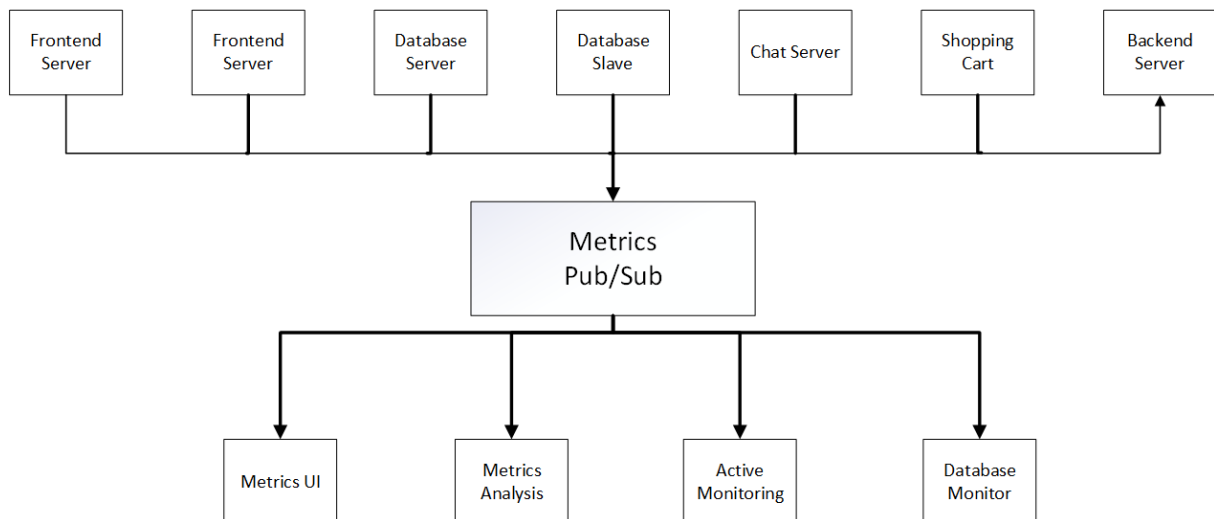 Frontend
Server
Frontend
Server
Database
Server
Database
Slave
Chat Server
Shopping
Cart
Backend
Server
Metrics
Pub/Sub
Metrics UI
Metrics
Analysis
Active
Monitoring
Database
Monitor